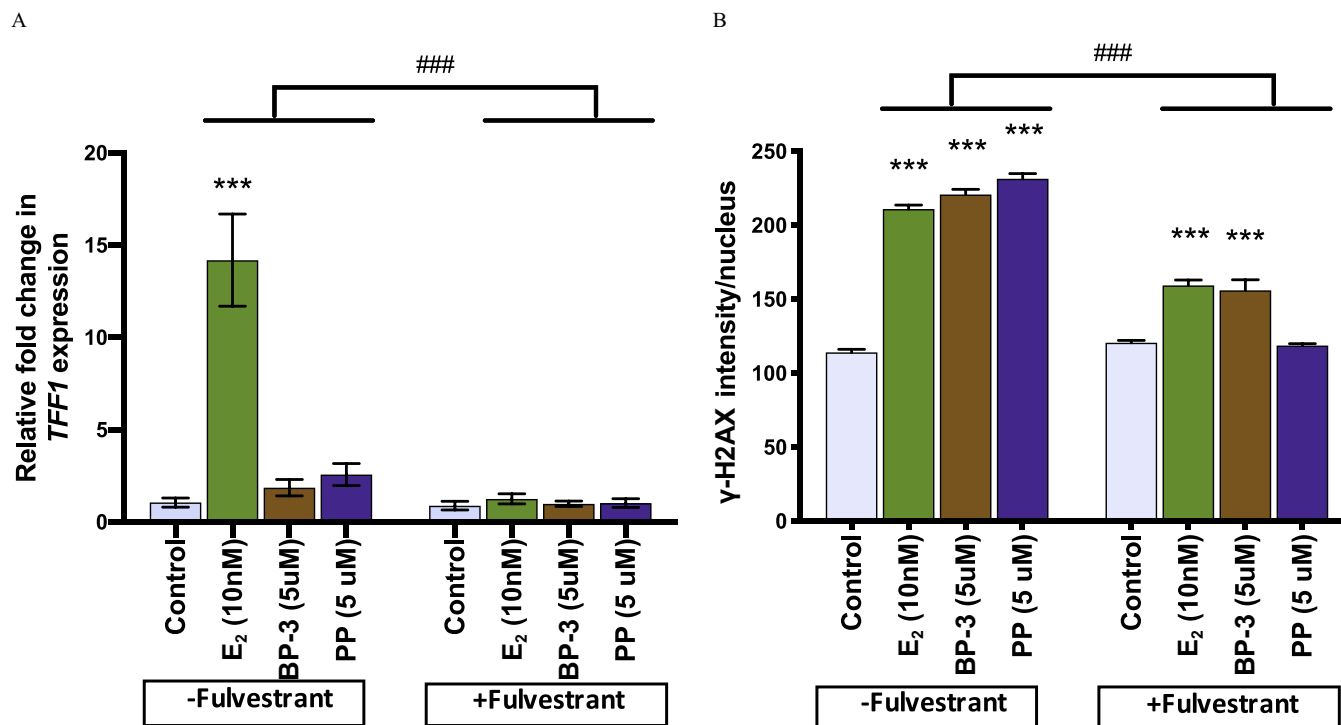 A
###
20
15
10
5
0
Relative fold change in
TFF1 expression
***
Control
E₂ (10nM)
BP-3 (5uM)
PP (5 uM)
Control
E₂ (10nM)
BP-3 (5uM)
PP (5 uM)
-Fulvestrant
+Fulvestrant
B
###
250
200
150
100
50
0
γ-H2AX intensity/nucleus
***
***
***
***
***
Control
E₂ (10nM)
BP-3 (5uM)
PP (5 uM)
Control
E₂ (10nM)
BP-3 (5uM)
PP (5 uM)
-Fulvestrant
+Fulvestrant